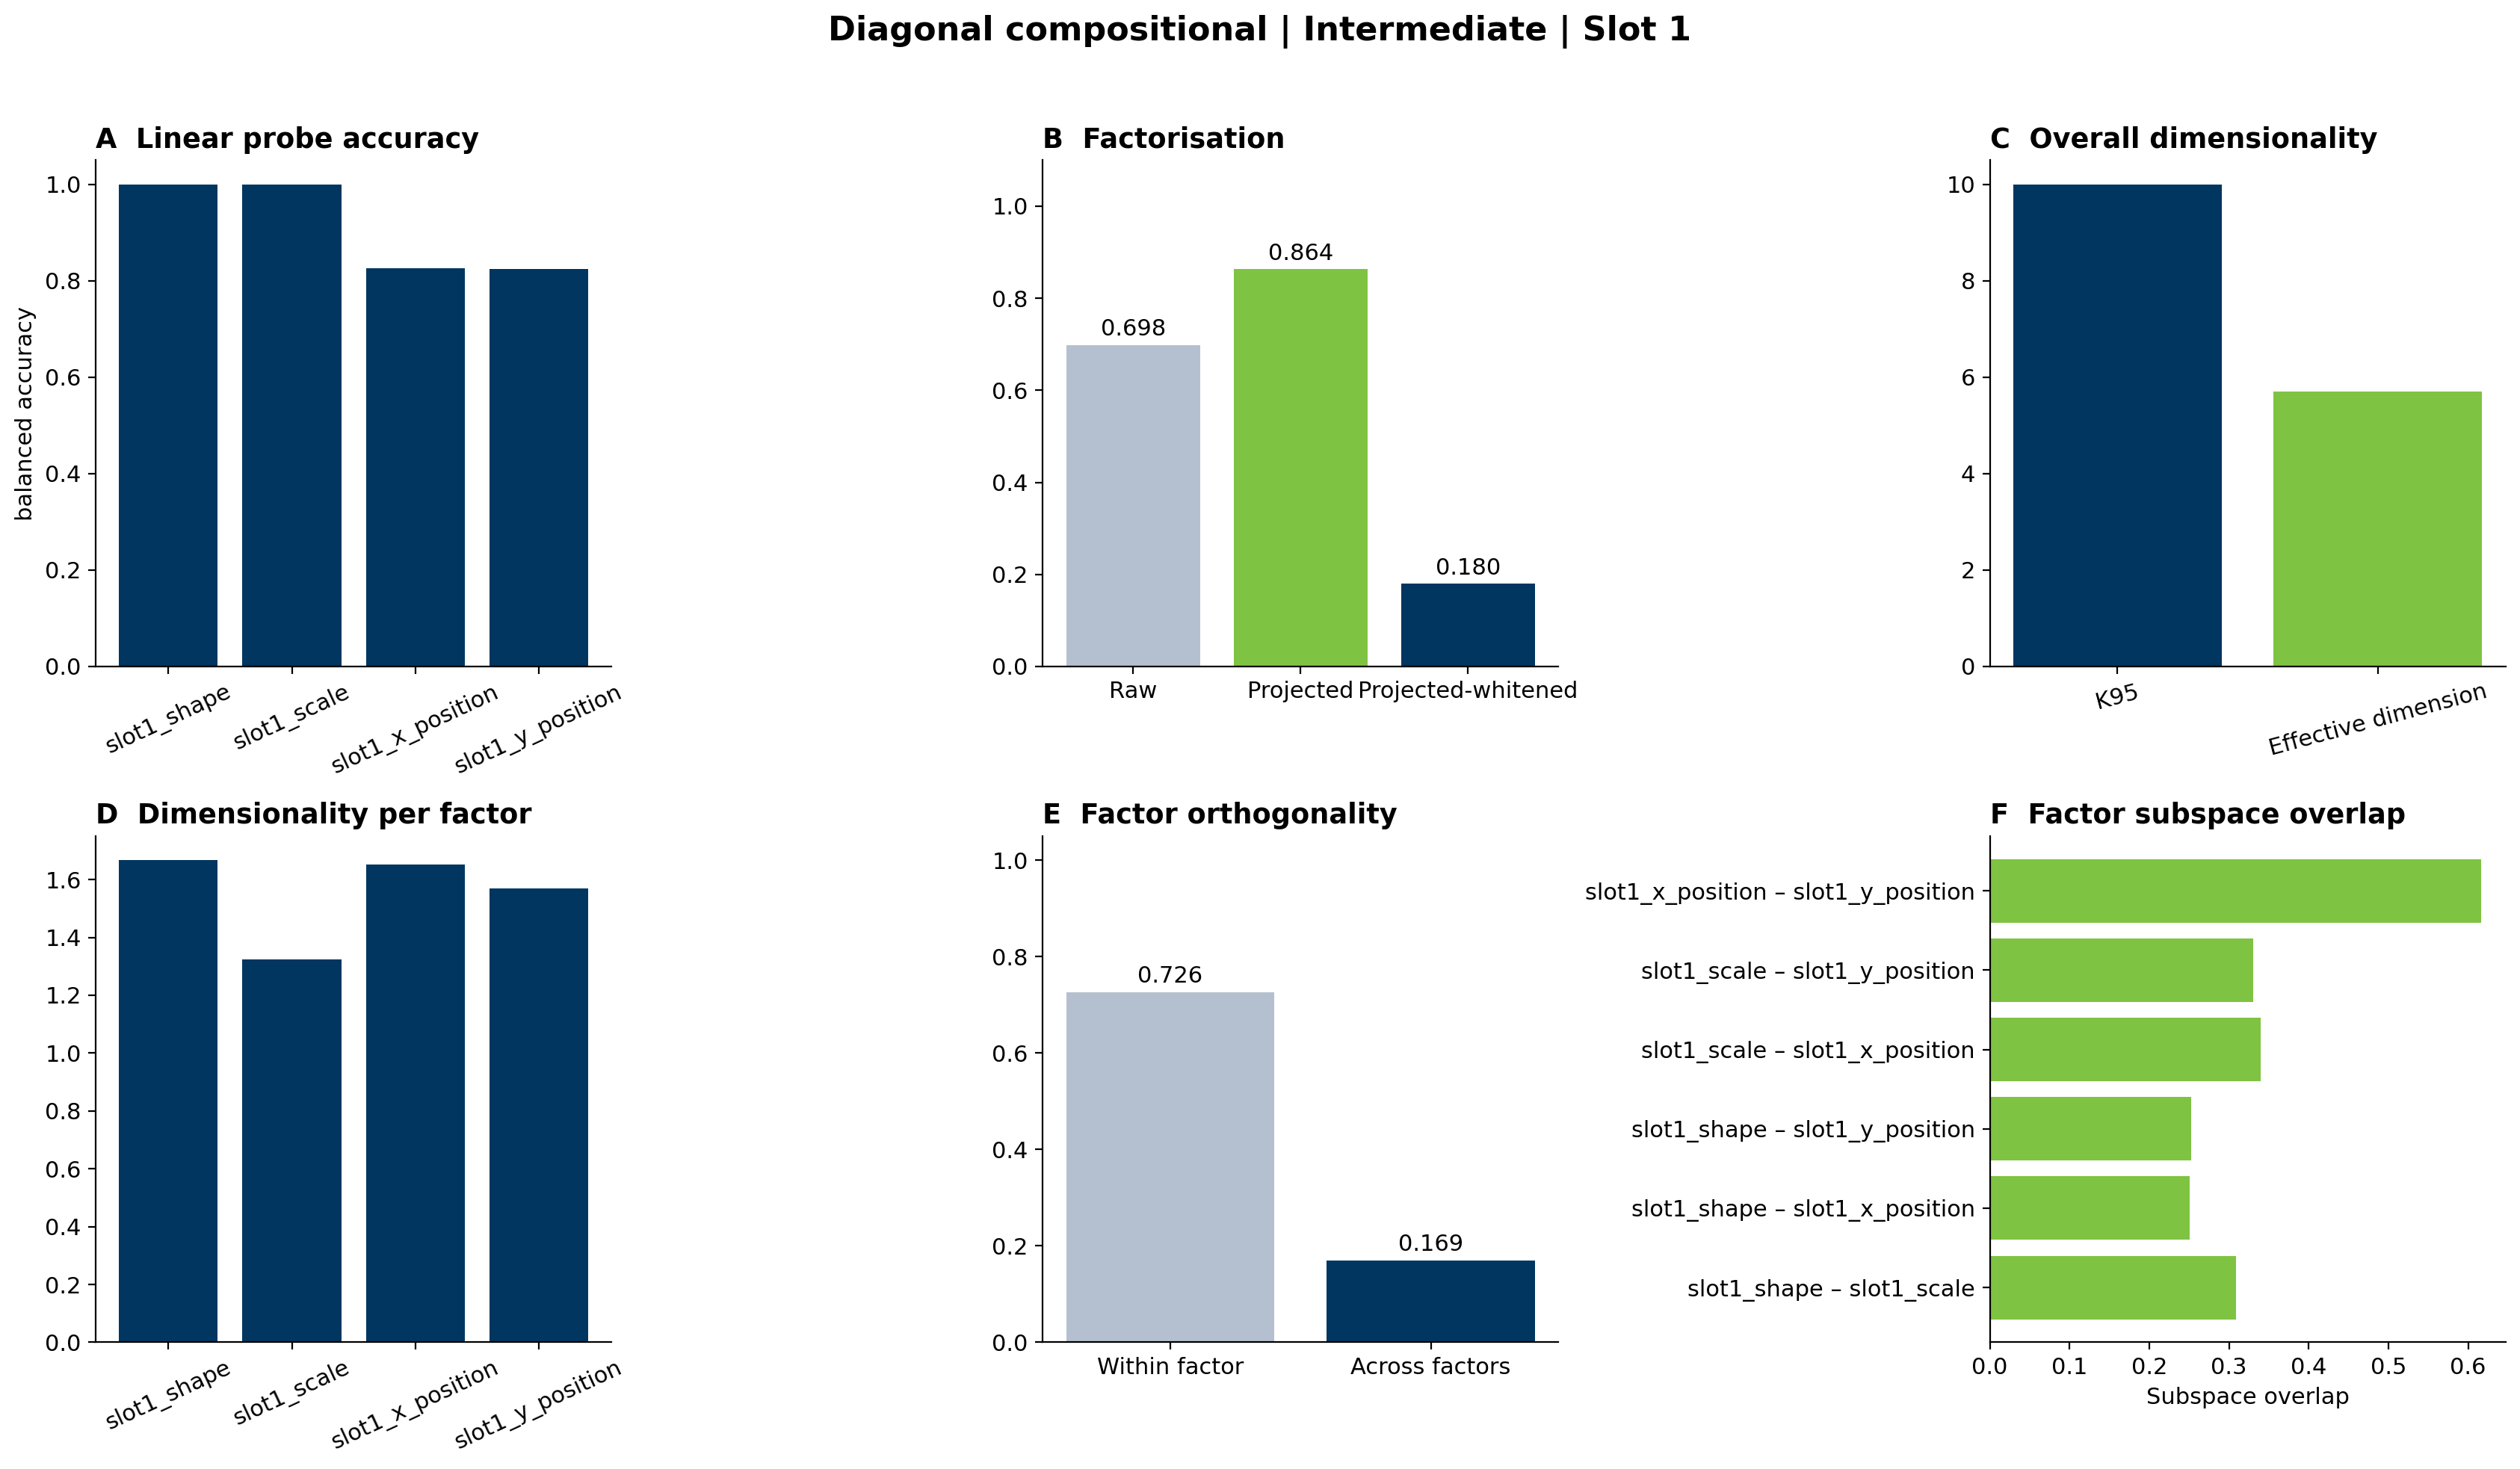 Diagonal compositional | Intermediate | Slot 1
A Linear probe accuracy
balanced accuracy
1.0
0.8
0.6
0.4
0.2
0.0
slot1_shape
slot1_scale
slot1_x_position
slot1_y_position
B Factorisation
1.0
0.8
0.6
0.4
0.2
0.0
0.698
0.864
0.180
Raw
Projected
Projected-whitened
C Overall dimensionality
10
8
6
4
2
0
K95
Effective dimension
D Dimensionality per factor
1.6
1.4
1.2
1.0
0.8
0.6
0.4
0.2
0.0
slot1_shape
slot1_scale
slot1_x_position
slot1_y_position
E Factor orthogonality
1.0
0.8
0.6
0.4
0.2
0.0
0.726
0.169
Within factor
Across factors
F Factor subspace overlap
slot1_x_position – slot1_y_position
slot1_scale – slot1_y_position
slot1_scale – slot1_x_position
slot1_shape – slot1_y_position
slot1_shape – slot1_x_position
slot1_shape – slot1_scale
0.0 0.1 0.2 0.3 0.4 0.5 0.6
Subspace overlap